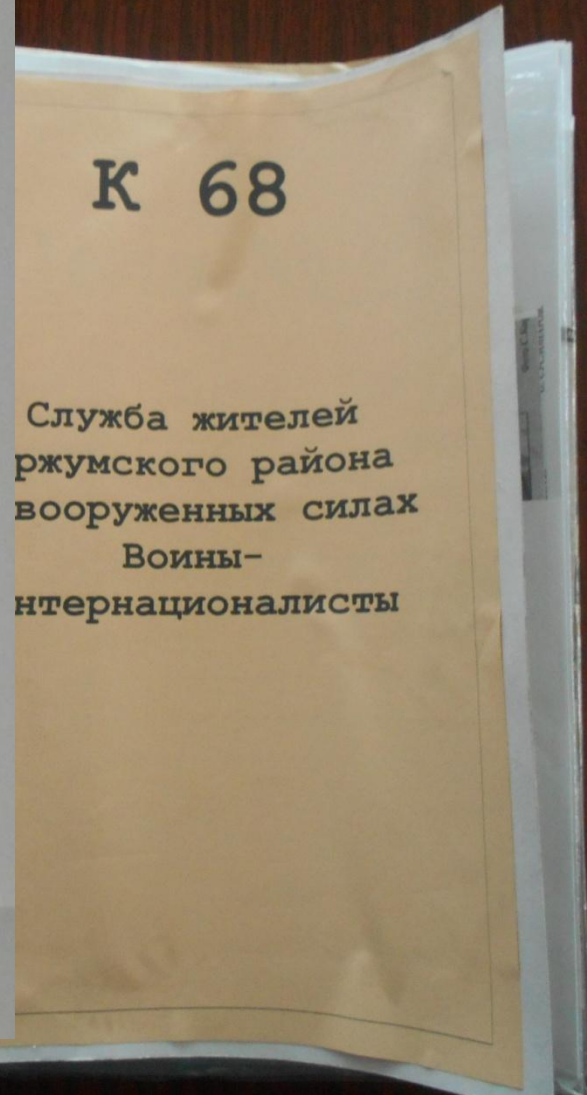 К 68
Служба жителей
ржумского района
вооруженных силах
Воины-
нтернационалисты